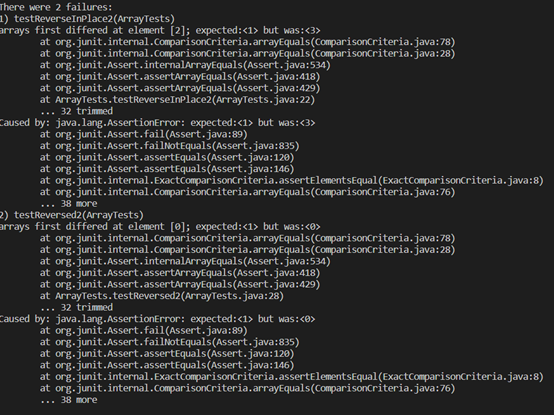 There were 2 failures:
1) testReverseInPlace2(ArrayTests)
arrays first differed at element [2]; expected:<1> but was:<3>
at org.junit.internal.ComparisonCriteria.arrayEquals(ComparisonCriteria.java:78)
at org.junit.internal.ComparisonCriteria.arrayEquals(ComparisonCriteria.java:28)
at org.junit.Assert.internalArrayEquals(Assert.java:534)
at org.junit.Assert.assertArrayEquals(Assert.java:418)
at org.junit.Assert.assertArrayEquals(Assert.java:429)
at ArrayTests.testReverseInPlace2(ArrayTests.java:22)
... 32 trimmed
Caused by: java.lang.AssertionError: expected:<1> but was:<3>
at org.junit.Assert.fail(Assert.java:89)
at org.junit.Assert.failNotEquals(Assert.java:835)
at org.junit.Assert.assertEquals(Assert.java:120)
at org.junit.Assert.assertEquals(Assert.java:146)
at org.junit.internal.ExactComparisonCriteria.assertElementsEqual(ExactComparisonCriteria.java:8)
at org.junit.internal.ComparisonCriteria.arrayEquals(ComparisonCriteria.java:76)
... 38 more
2) testReversed2(ArrayTests)
arrays first differed at element [0]; expected:<1> but was:<0>
at org.junit.internal.ComparisonCriteria.arrayEquals(ComparisonCriteria.java:78)
at org.junit.internal.ComparisonCriteria.arrayEquals(ComparisonCriteria.java:28)
at org.junit.Assert.internalArrayEquals(Assert.java:534)
at org.junit.Assert.assertArrayEquals(Assert.java:418)
at org.junit.Assert.assertArrayEquals(Assert.java:429)
at ArrayTests.testReversed2(ArrayTests.java:28)
... 32 trimmed
Caused by: java.lang.AssertionError: expected:<1> but was:<0>
at org.junit.Assert.fail(Assert.java:89)
at org.junit.Assert.failNotEquals(Assert.java:835)
at org.junit.Assert.assertEquals(Assert.java:120)
at org.junit.Assert.assertEquals(Assert.java:146)
at org.junit.internal.ExactComparisonCriteria.assertElementsEqual(ExactComparisonCriteria.java:8)
at org.junit.internal.ComparisonCriteria.arrayEquals(ComparisonCriteria.java:76)
... 38 more